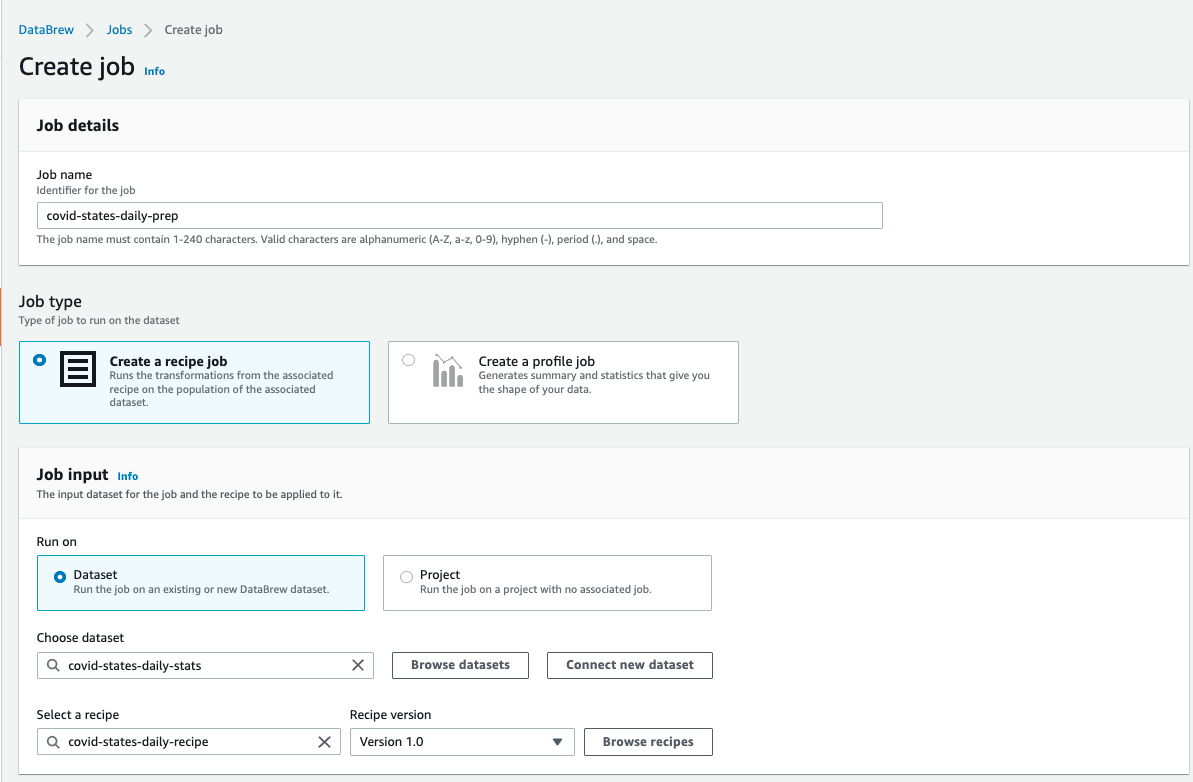 DataBrew Jobs Create job
Create job Info
Job details
Job name
Identifier for the job
covid-states-daily-prep
The job name must contain 1-240 characters. Valid characters are alphanumeric (A-Z, a-z, 0-9), hyphen (-), period (.), and space.
Job type
Type of job to run on the dataset
Create a recipe job
Runs the transformations from the associated
recipe on the population of the associated
dataset.
Create a profile job
Generates summary and statistics that give you
the shape of your data.
Job input Info
The input dataset for the job and the recipe to be applied to it.
Run on
Dataset
Run the job on an existing or new DataBrew dataset.
Project
Run the job on a project with no associated job.
Choose dataset
covid-states-daily-stats Browse datasets Connect new dataset
Select a recipe Recipe version
covid-states-daily-recipe Version 1.0 Browse recipes